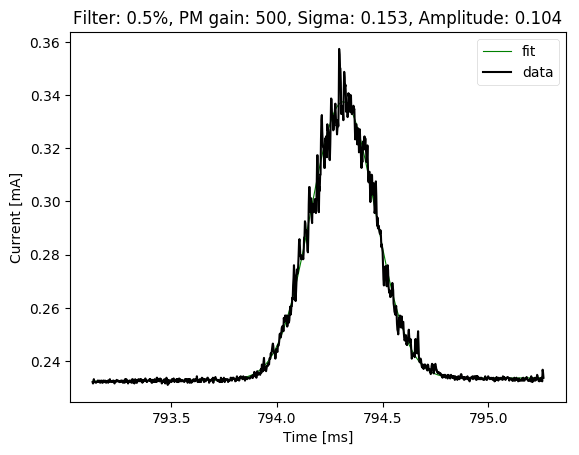 Filter: 0.5%, PM gain: 500, Sigma: 0.153, Amplitude: 0.104
fit
data
0.36
0.34
0.32
0.30
0.28
0.26
0.24
Current [mA]
793.5
794.0
794.5
795.0
Time [ms]